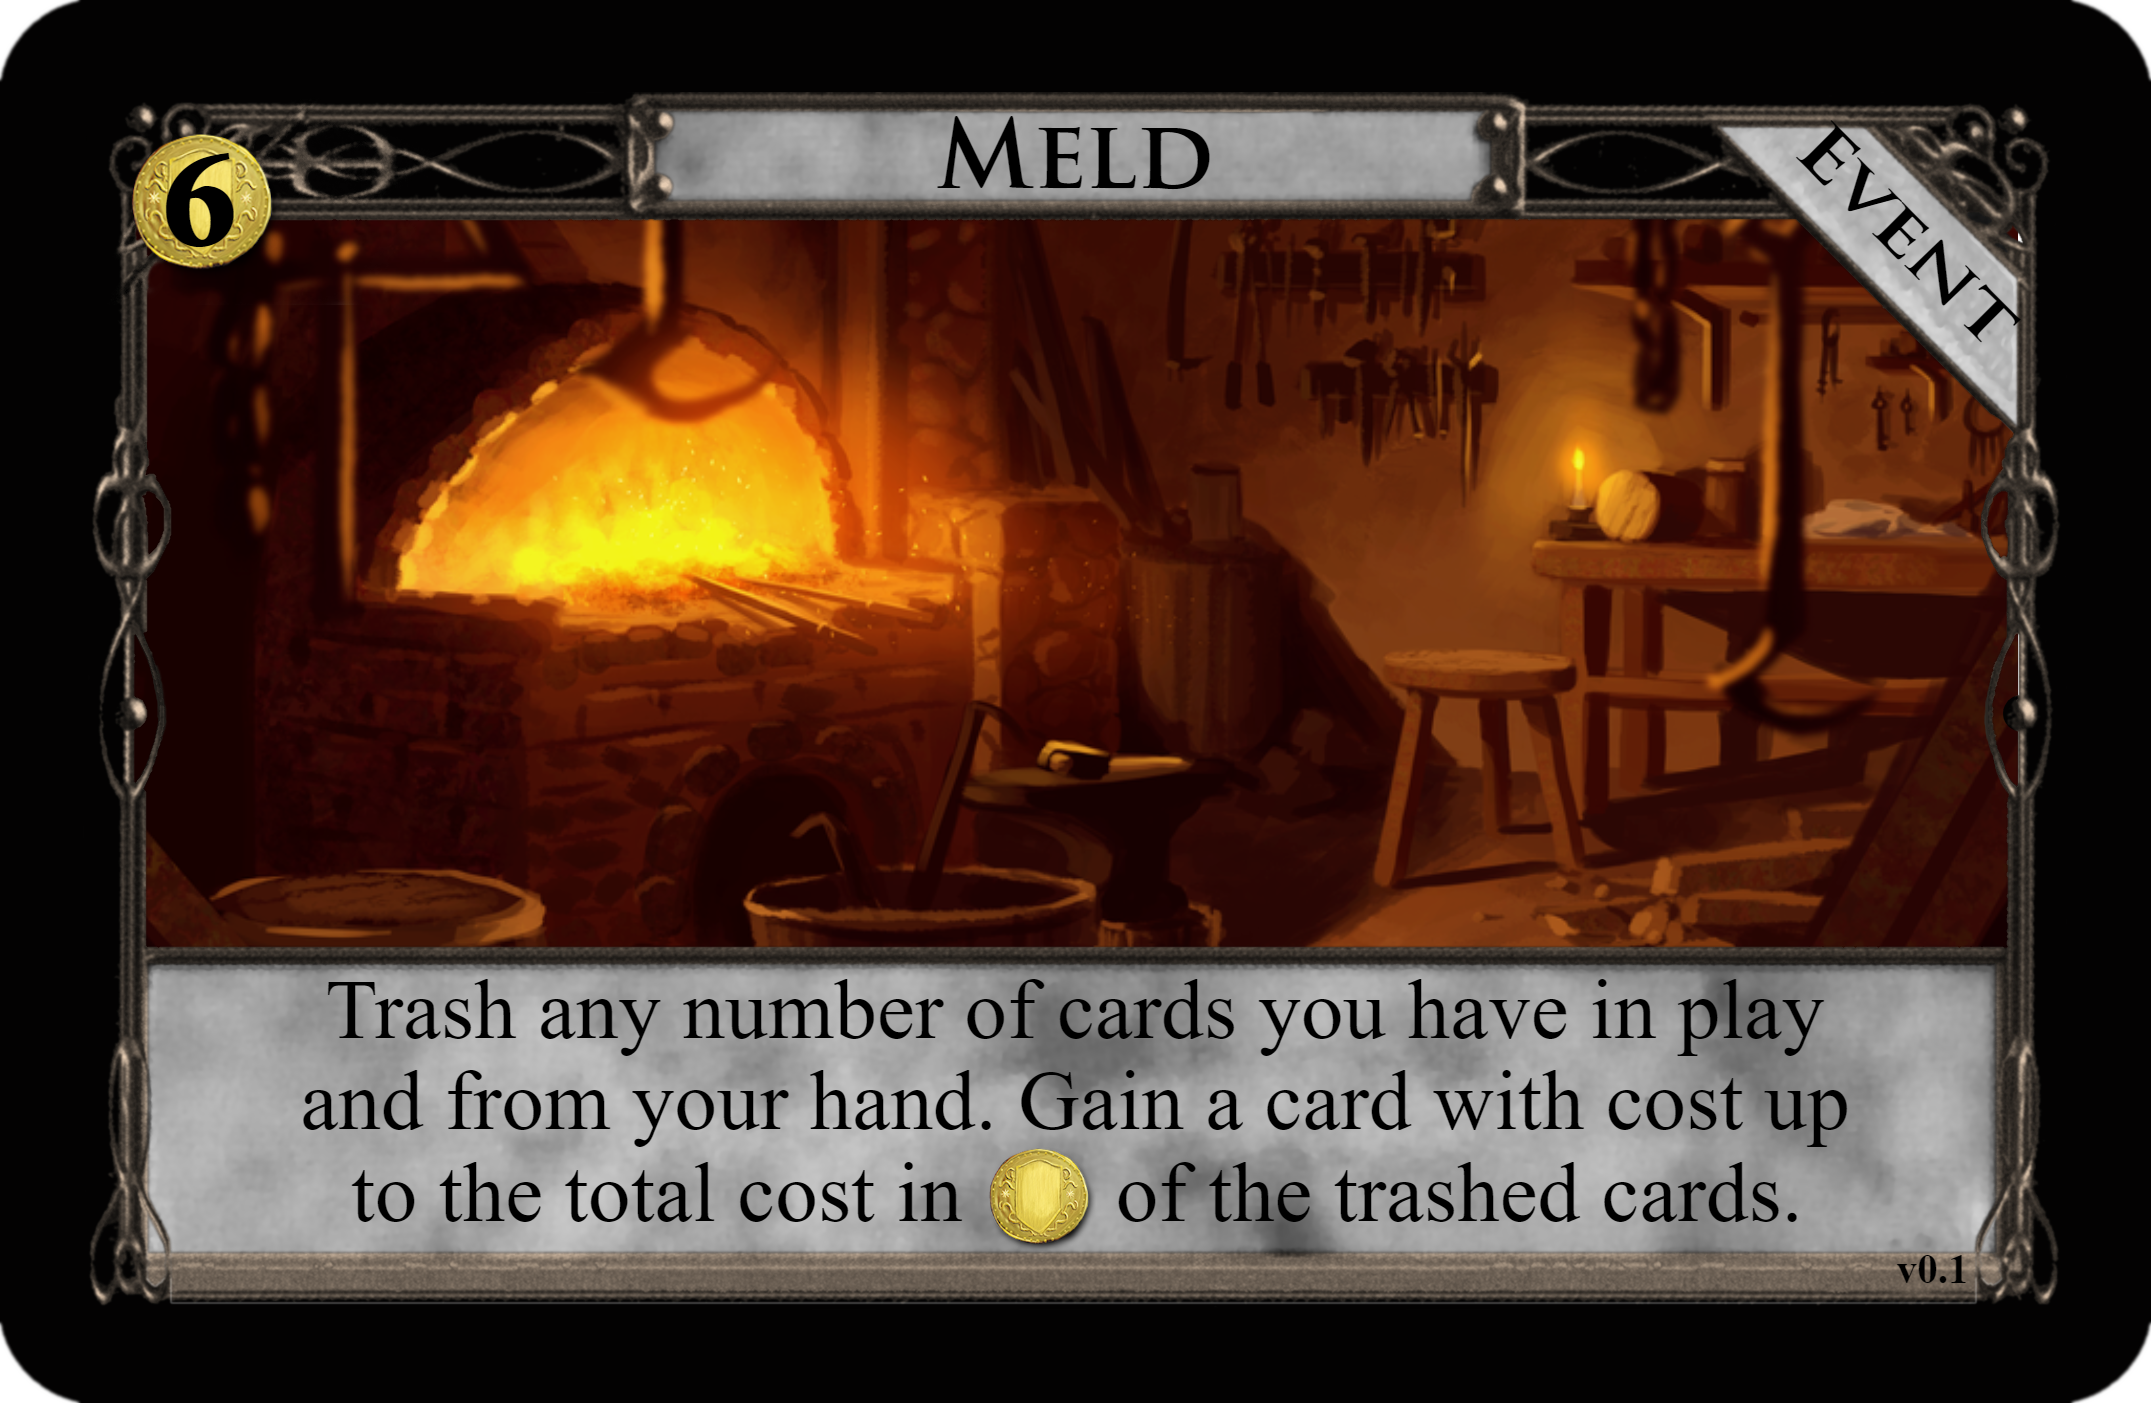 6
MELD
EVENT
Trash any number of cards you have in play
and from your hand. Gain a card with cost up
to the total cost in of the trashed cards.
v0.1